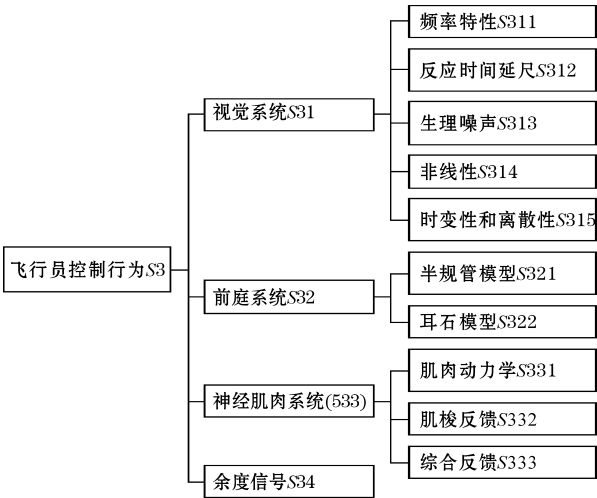 飞行员控制行为S3
视觉系统S31
频率特性S311
反应时间延尺S312
生理噪声S313
非线性S314
时变性和离散性S315
前庭系统S32
半规管模型S321
耳石模型S322
神经肌肉系统(533)
肌肉动力学S331
肌梭反馈S332
综合反馈S333
余度信号S34